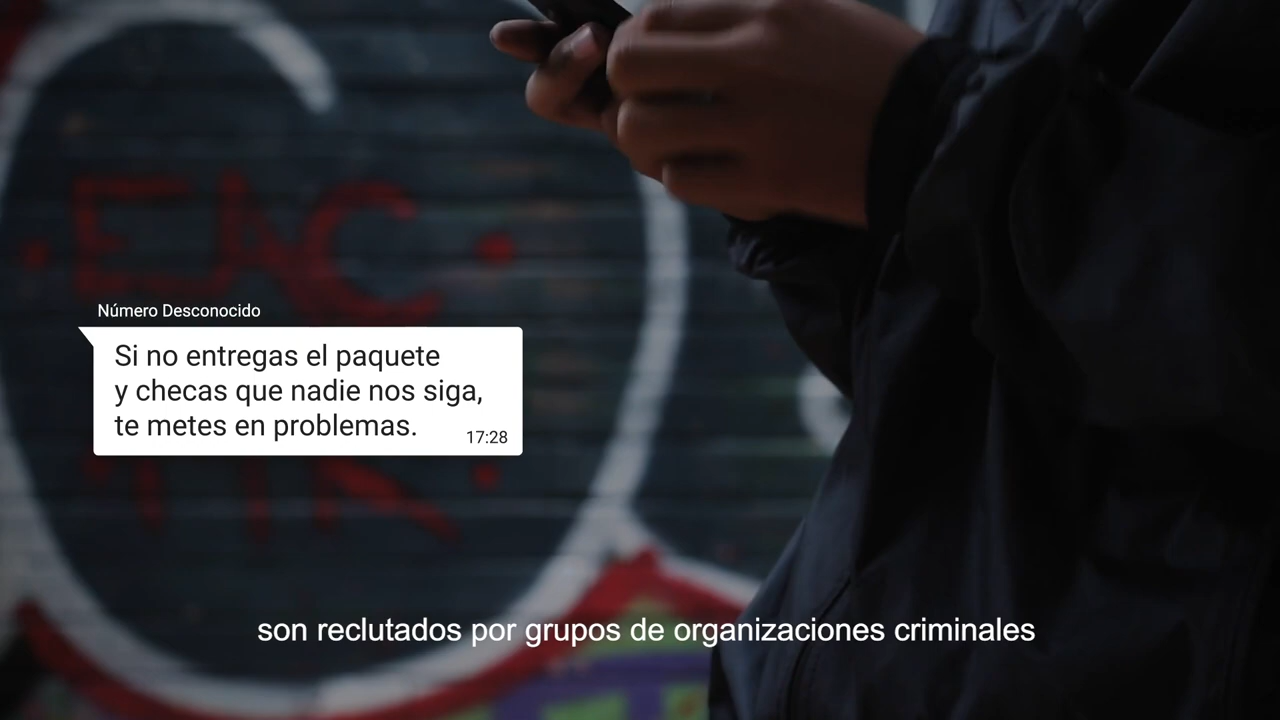 EAC
Número Desconocido
Si no entregas el paquete
y checas que nadie nos siga,
te metes en problemas.
17:28
son reclutados por grupos de organizaciones criminales